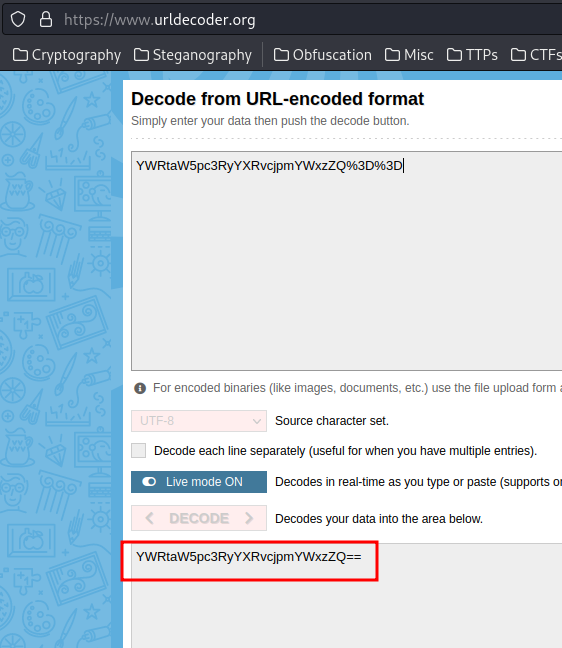 https://www.urldecoder.org
Cryptography Steganography Obfuscation Misc TTPs CTFs
Decode from URL-encoded format
Simply enter your data then push the decode button.
YWRtaW5pc3RyYXRvcjpmYWxzZQ%3D%3D
For encoded binaries (like images, documents, etc.) use the file upload form a
UTF-8 Source character set.
Decode each line separately (useful for when you have multiple entries).
Live mode ON Decodes in real-time as you type or paste (supports on
DECODE Decodes your data into the area below.
YWRtaW5pc3RyYXRvcjpmYWxzZQ==